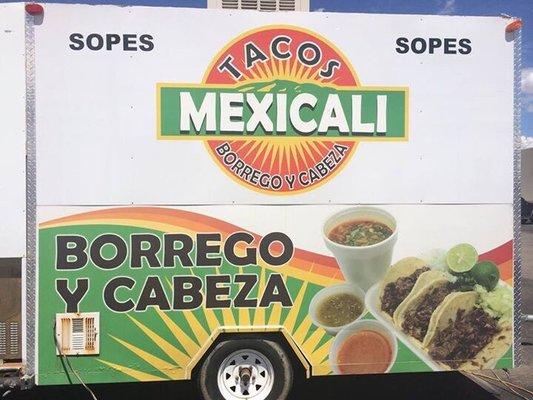 SOPES
SOPES
TACOS
MEXICALI
BORREGO Y CABEZA
BORREGO
Y CABEZA